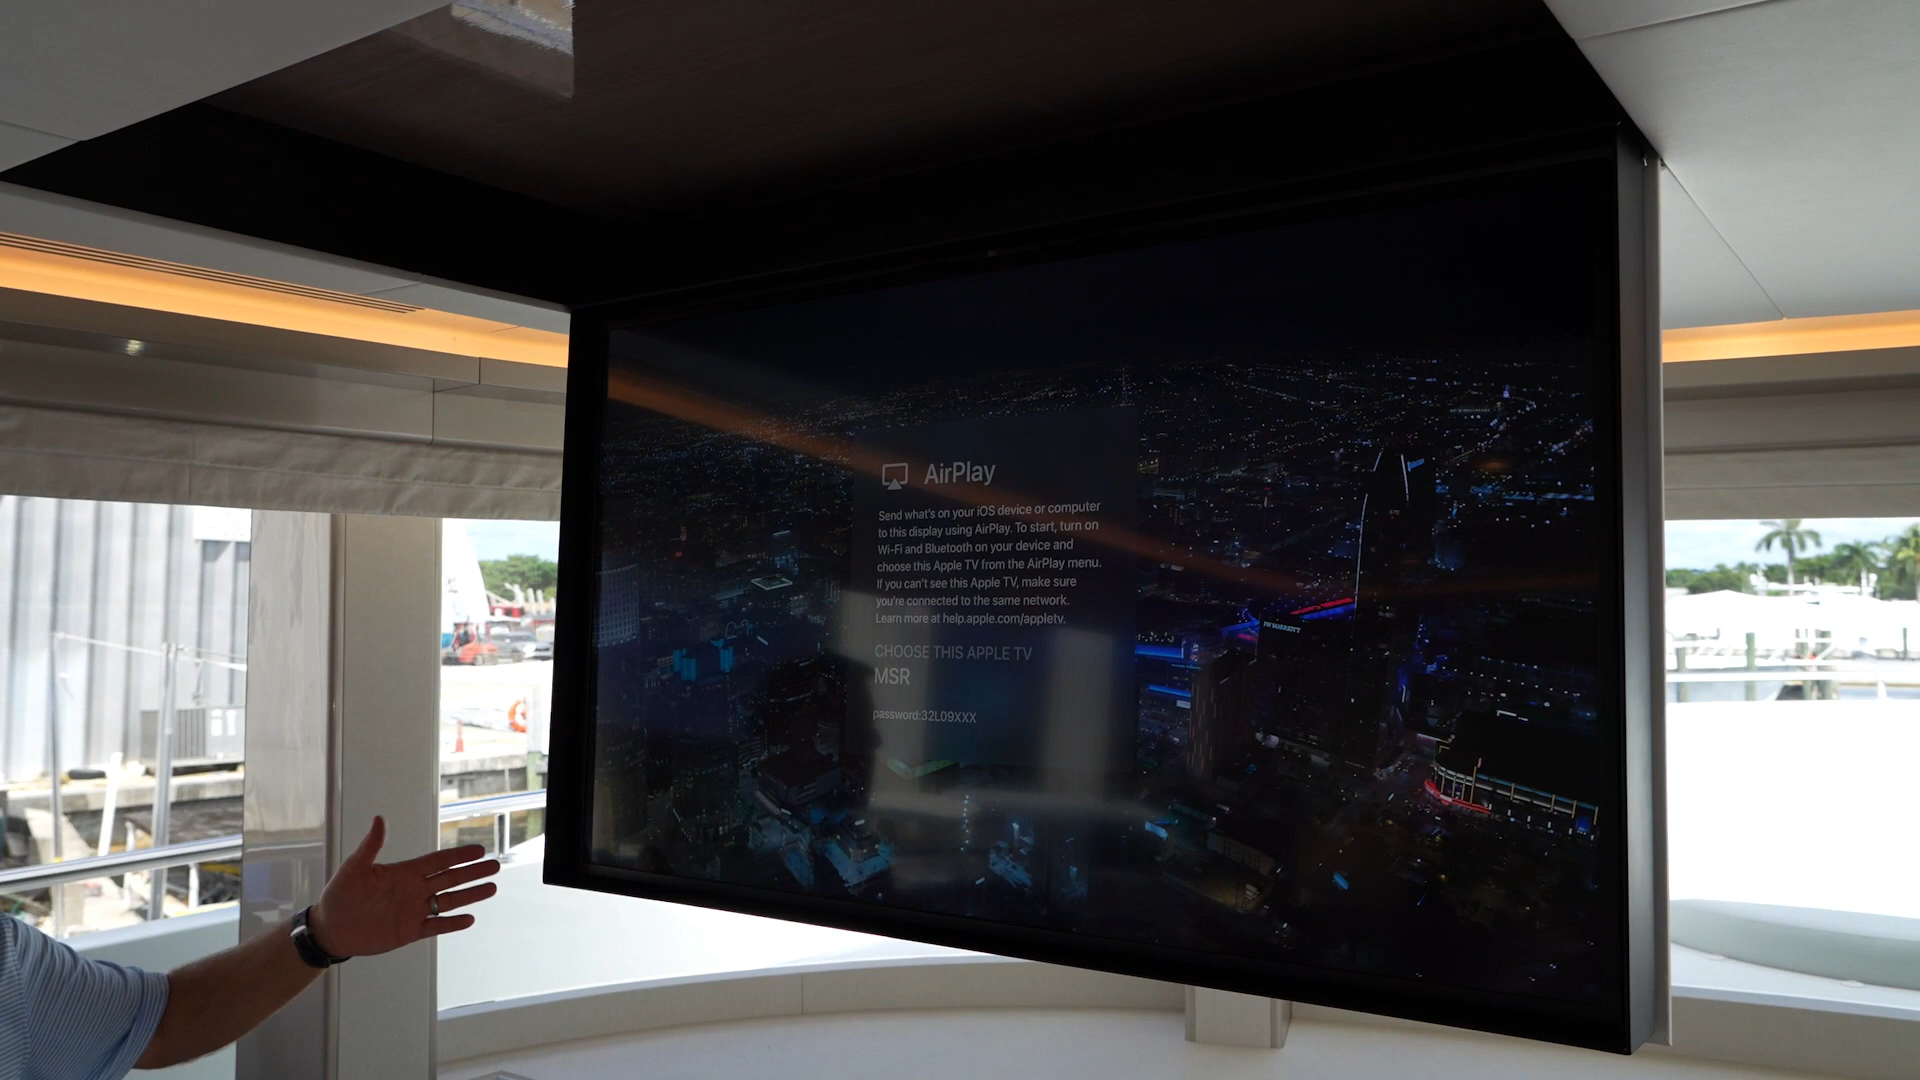 AirPlay
Send what's on your iOS device or computer
to this display using AirPlay. To start, turn on
Wi-Fi and Bluetooth on your device and
choose this Apple TV from the AirPlay menu.
If you can't see this Apple TV, make sure
you're connected to the same network.
Learn more at help.apple.com/appletv.
CHOOSE THIS APPLE TV
MSR
password:32L09XXX
JW MARRIOTT